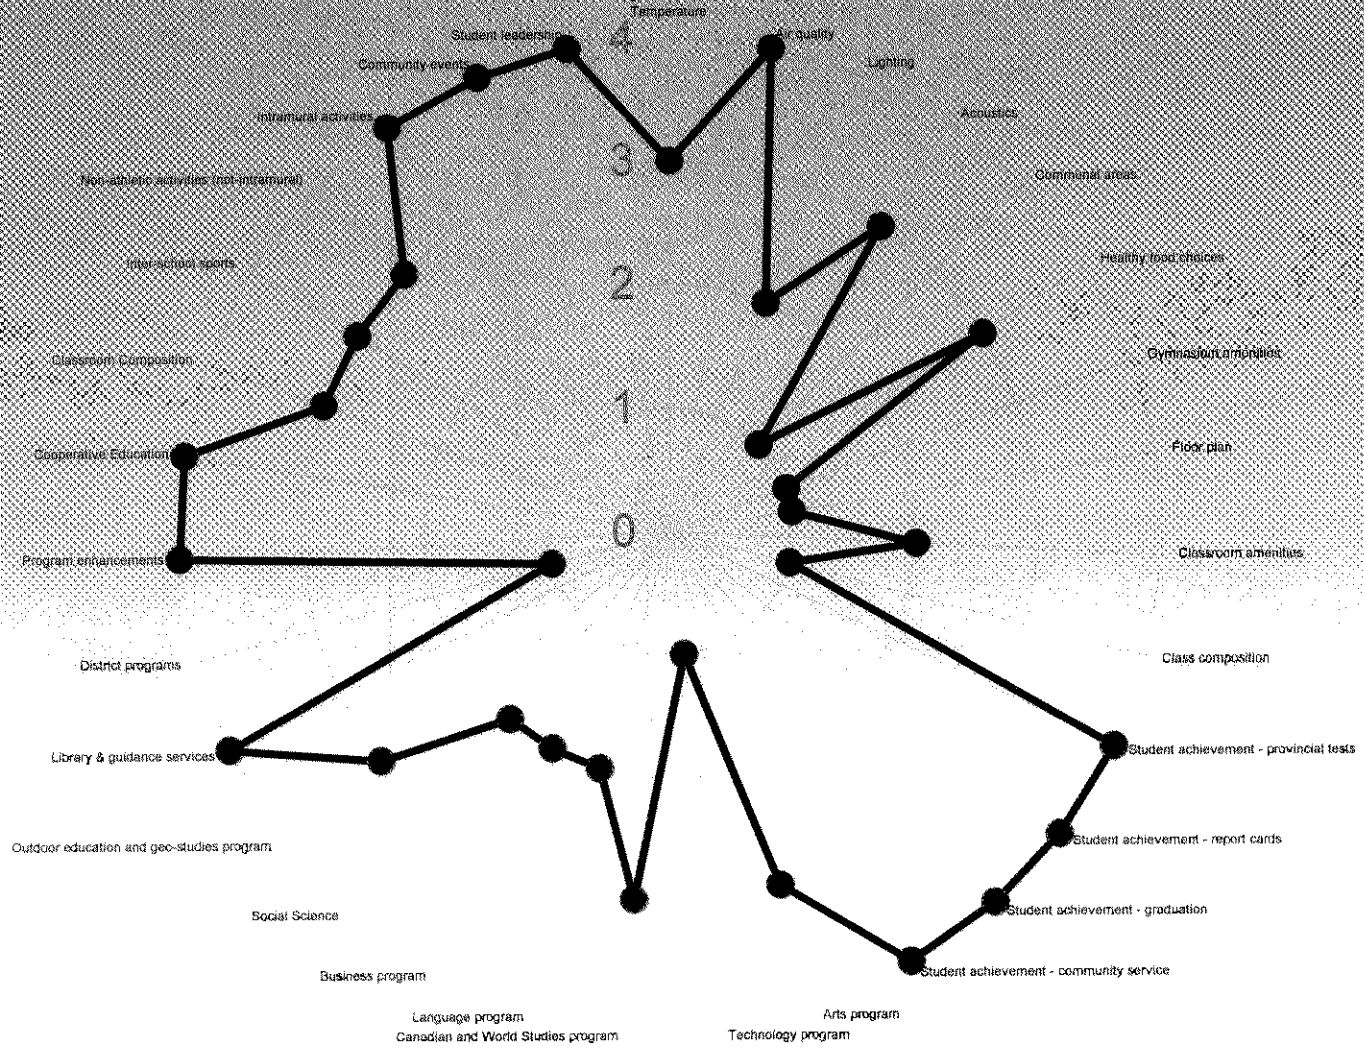 Temperature
Student leadership
4
Air quality
Community events
Lighting
Intramural activities
Acoustics
3
Non-athletic activities (not-intramural)
Communal areas
Inter-school sports
Healthy food choices
2
Classroom Composition
Gymnasium amenities
1
Cooperative Education
Floor plan
0
Program enhancements
Classroom amenities
District programs
Class composition
Library & guidance services
Student achievement - provincial tests
Outdoor education and geo-studies program
Student achievement - report cards
Social Science
Student achievement - graduation
Business program
Student achievement - community service
Language program
Arts program
Canadian and World Studies program
Technology program